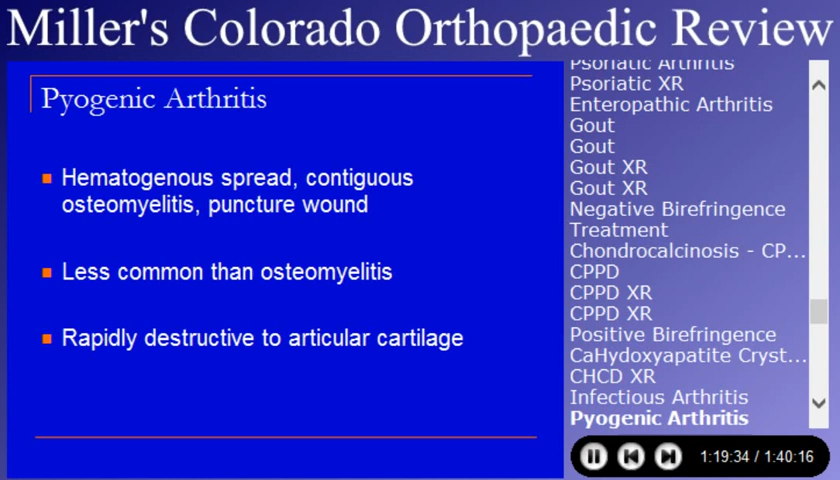 Miller's Colorado Orthopaedic Review
Pyogenic Arthritis
Hematogenous spread, contiguous
osteomyelitis, puncture wound
Less common than osteomyelitis
Rapidly destructive to articular cartilage
Psoriatic Arthritis
Psoriatic XR
Enteropathic Arthritis
Gout
Gout
Gout XR
Gout XR
Negative Birefringence
Treatment
Chondrocalcinosis - CP...
CPPD
CPPD XR
CPPD XR
Positive Birefringence
CaHydoxyapatite Cryst...
CHCD XR
Infectious Arthritis
Pyogenic Arthritis
1:19:34 / 1:40:16